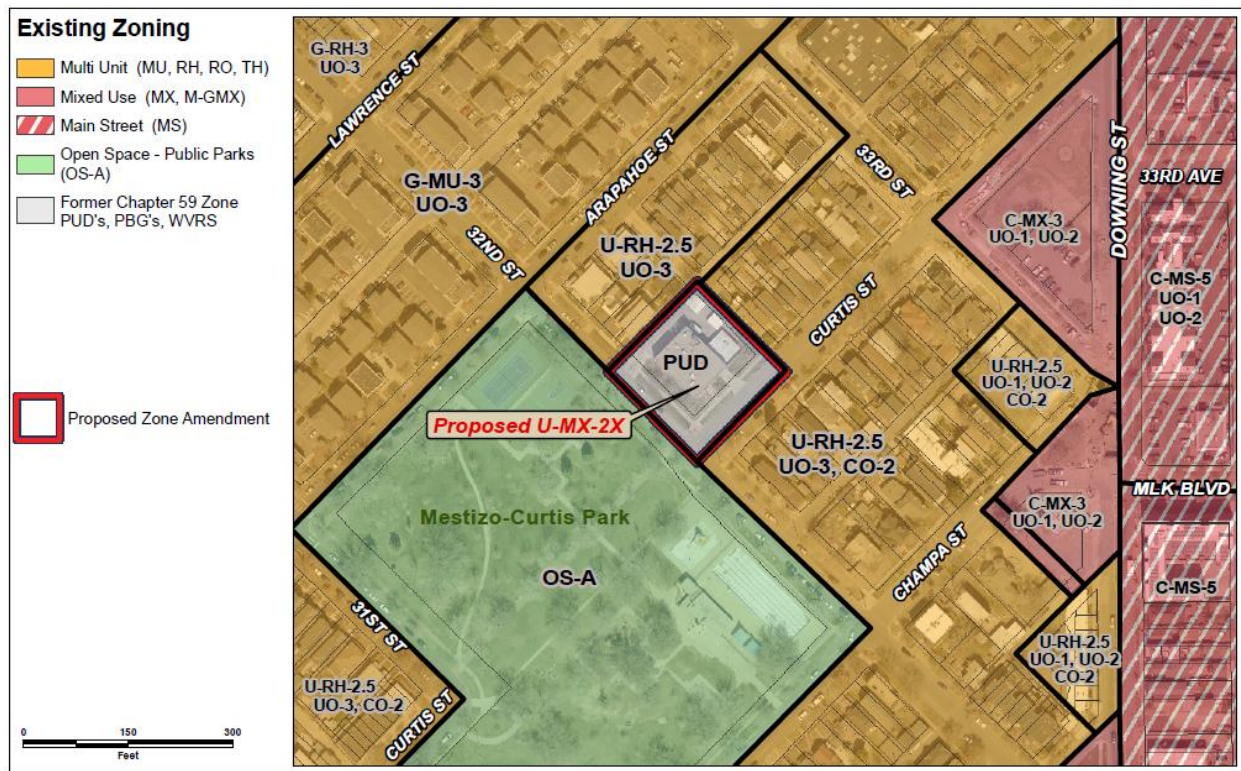 Existing Zoning
Multi Unit (MU, RH, RO, TH)
Mixed Use (MX, M-GMX)
Main Street (MS)
Open Space - Public Parks
(OS-A)
Former Chapter 59 Zone
PUD's, PBG's, WVRS
Proposed Zone Amendment
0 150 300
Feet
G-RH-3
UO-3
LAWRENCE ST
G-MU-3
UO-3
ARAPAHOE ST
32ND ST
U-RH-2.5
UO-3
33RD ST
CURTIS ST
PUD
Proposed U-MX-2X
U-RH-2.5
UO-3, CO-2
Mestizo-Curtis Park
OS-A
31ST ST
U-RH-2.5
UO-3, CO-2
CURTIS ST
CHAMPA ST
C-MX-3
UO-1, UO-2
DOWNING ST
33RD AVE
C-MS-5
UO-1
UO-2
U-RH-2.5
UO-1, UO-2
CO-2
MLK BLVD
C-MX-3
UO-1, UO-2
C-MS-5
U-RH-2.5
UO-1, UO-2
CO-2